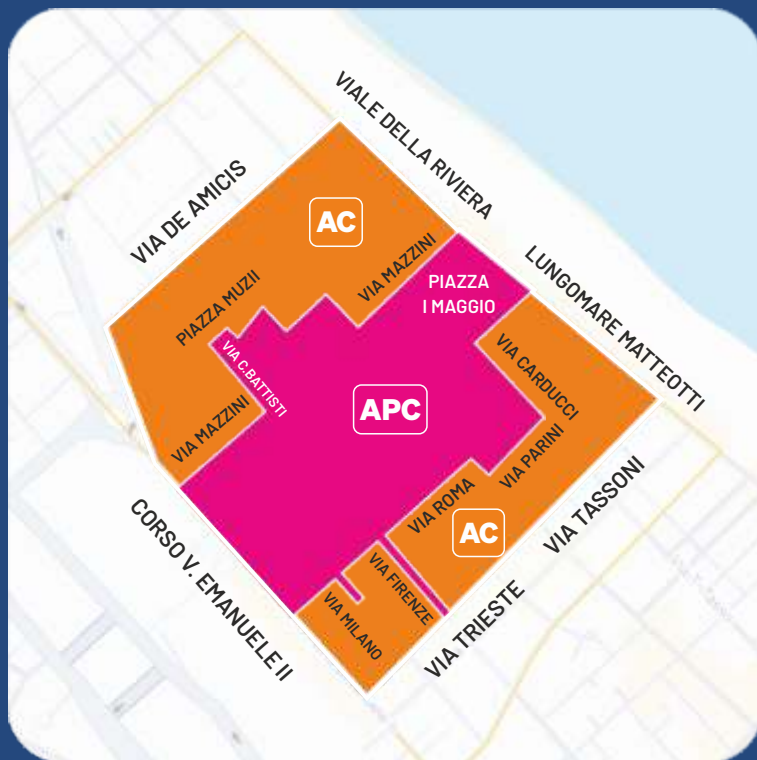 VIALE DELLA RIVIERA
VIA DE AMICIS
AC
VIA MAZZINI
LUNGOMARE MATTEOTTI
PIAZZA MUZII
PIAZZA
I MAGGIO
VIA C.BATTISTI
VIA CARDUCCI
APC
VIA MAZZINI
VIA PARINI
VIA ROMA
VIA TASSONI
CORSO V. EMANUELE II
AC
VIA FIRENZE
VIA MILANO
VIA TRIESTE